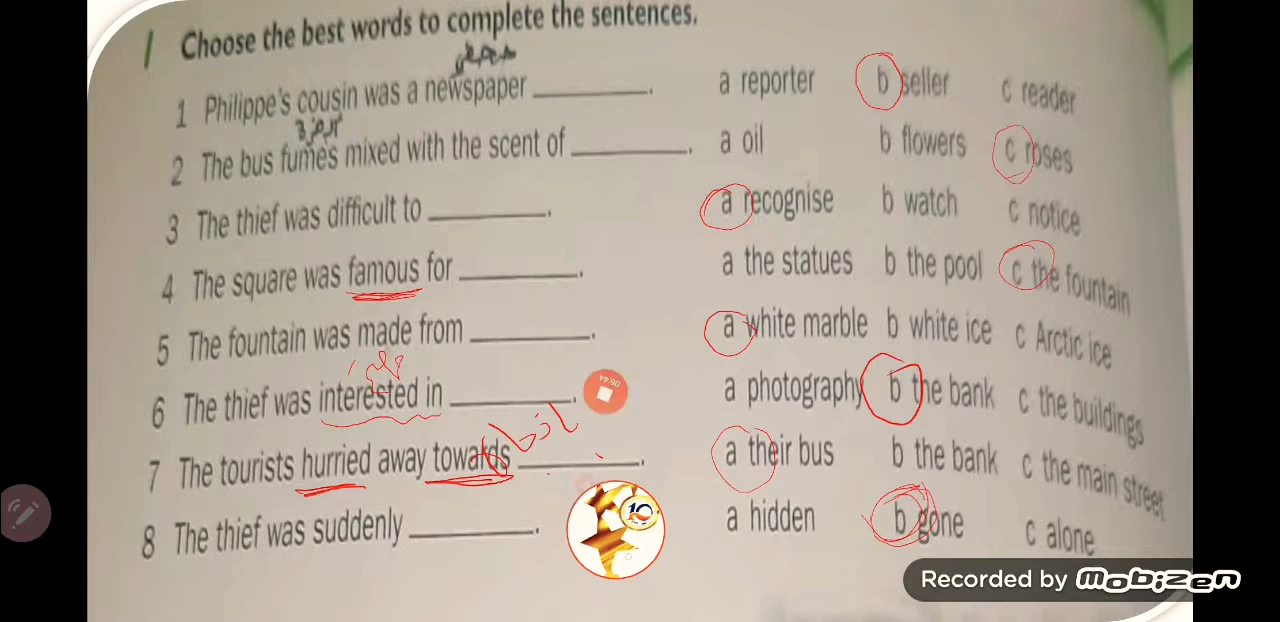 1 Choose the best words to complete the sentences.
1 Philippe's cousin was a newspaper ________. a reporter b seller c reader
2 The bus fumes mixed with the scent of ________. a oil b flowers c roses
3 The thief was difficult to ________. a recognise b watch c notice
4 The square was famous for ________. a the statues b the pool c the fountain
5 The fountain was made from ________. a white marble b white ice c Arctic ice
6 The thief was interested in ________. a photography b the bank c the buildings
06:44
7 The tourists hurried away towards ________. a their bus b the bank c the main street
8 The thief was suddenly ________. a hidden b gone c alone
10
Recorded by Mobizen